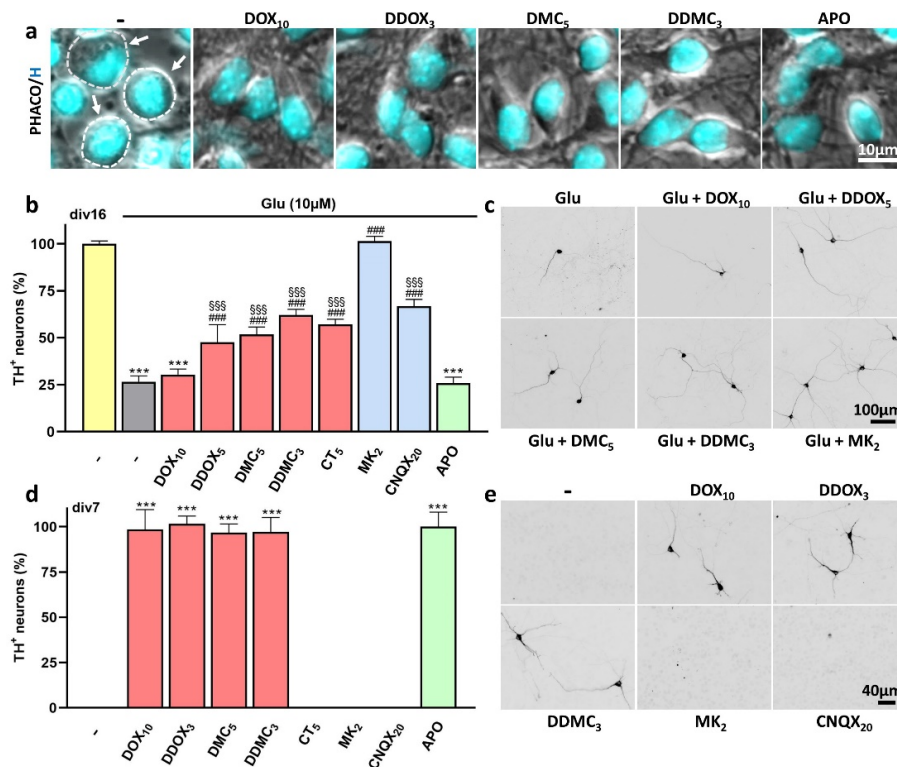 - DOX₁₀ DDOX₃ DMC₅ DDMC₃ APO
a
PHACO/H
10µm
b
div16
Glu (10µM)
TH⁺ neurons (%)
100
75
50
25
0
***
***
§§§
###
§§§
###
§§§
###
§§§
###
###
§§§
###
***
- - DOX₁₀ DDOX₅ DMC₅ DDMC₃ CT₅ MK₂ CNQX₂₀ APO
c
Glu Glu + DOX₁₀ Glu + DDOX₅
100µm
Glu + DMC₅ Glu + DDMC₃ Glu + MK₂
d
div7
TH⁺ neurons (%)
100
75
50
25
0
*** *** *** *** ***
- DOX₁₀ DDOX₃ DMC₅ DDMC₃ CT₅ MK₂ CNQX₂₀ APO
e
- DOX₁₀ DDOX₃
40µm
DDMC₃ MK₂ CNQX₂₀